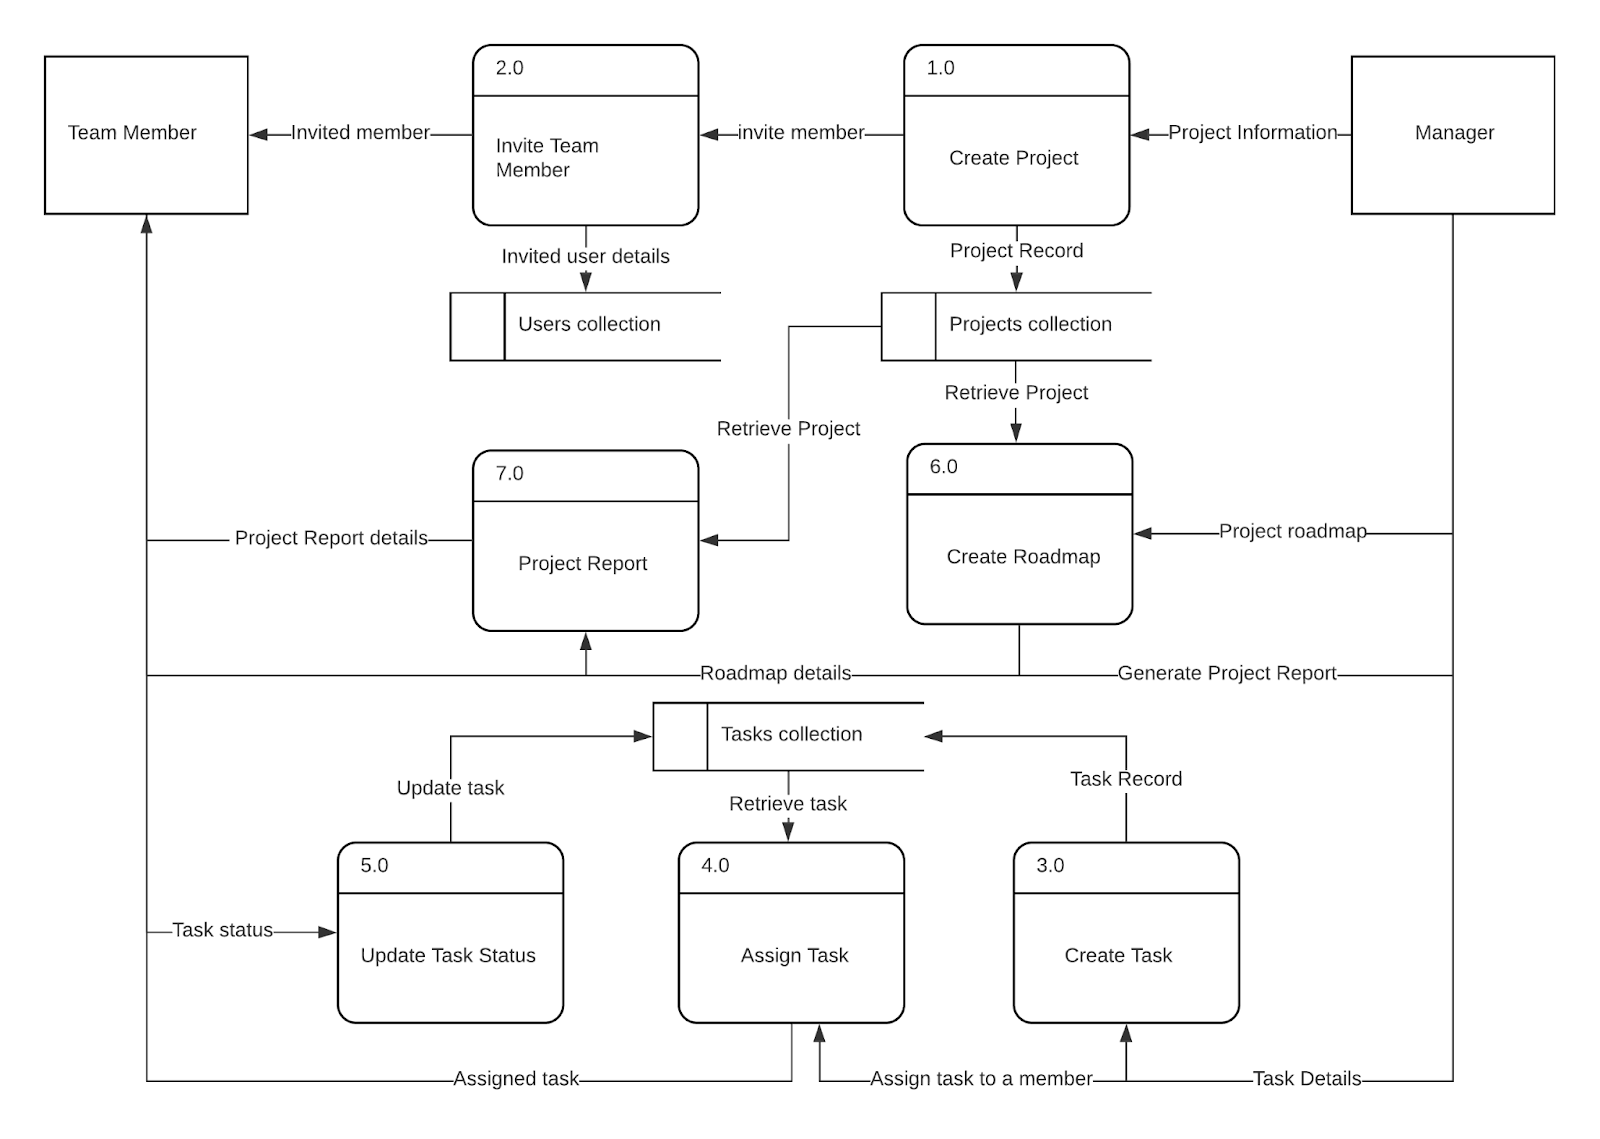 2.0
1.0
Team Member
Invited member
Invite Team
Member
invite member
Create Project
Project Information
Manager
Invited user details
Project Record
Users collection
Projects collection
Retrieve Project
Retrieve Project
7.0
6.0
Project Report details
Project Report
Create Roadmap
Project roadmap
Roadmap details
Generate Project Report
Tasks collection
Update task
Retrieve task
Task Record
5.0
4.0
3.0
Task status
Update Task Status
Assign Task
Create Task
Assigned task
Assign task to a member
Task Details